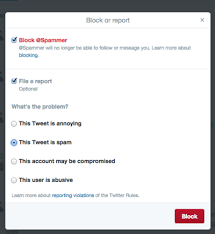 Block or report
×
Block @Spammer
@Spammer will no longer be able to follow or message you. Learn more about
blocking.
File a report
Optional
What's the problem?
This Tweet is annoying
This Tweet is spam
This account may be compromised
This user is abusive
Learn more about reporting violations of the Twitter Rules.
Block